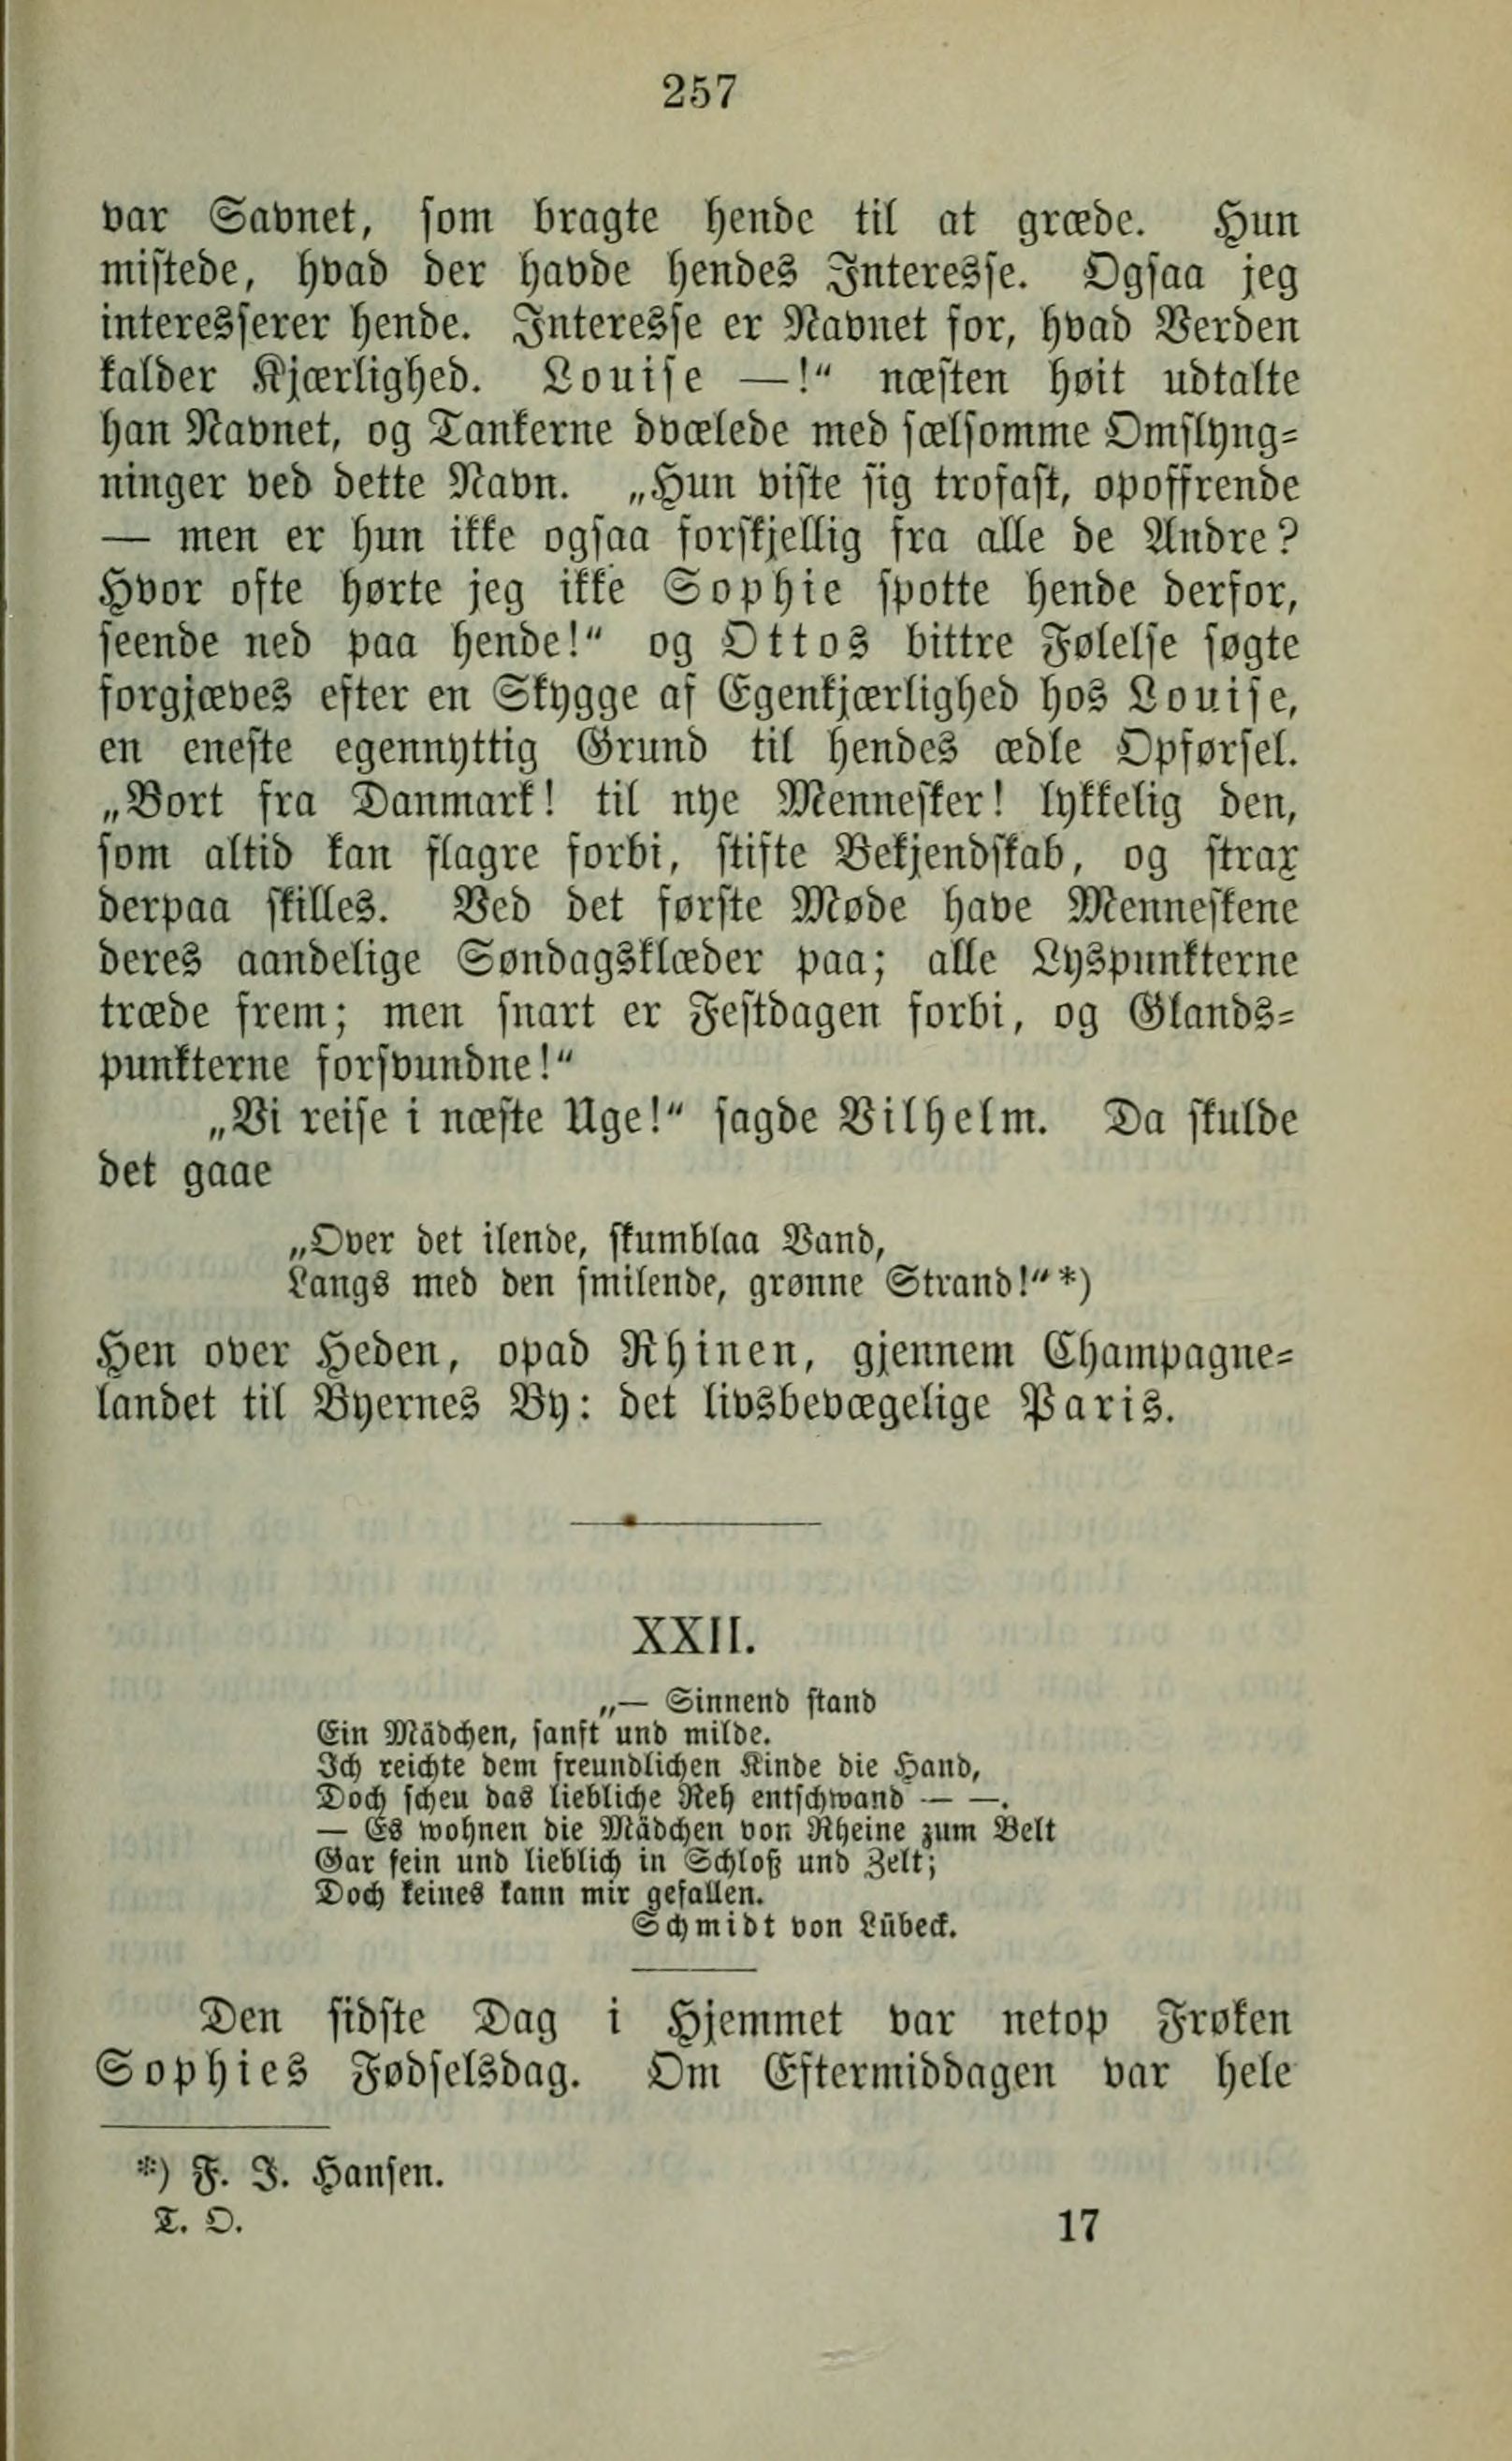 257
var Savnet, som bragte hende til at græde. Hun
mistede, hvad der havde hendes Interesse. Ogsaa jeg
interesserer hende. Interesse er Navnet for, hvad Verden
kalder Kjærlighed. Louise —!“ næsten høit udtalte
han Navnet, og Tankerne dvælede med sælsomme Omslyng-
ninger ved dette Navn. „Hun viste sig trofast, opoffrende
— men er hun ikke ogsaa forskjellig fra alle de Andre?
Hvor ofte hørte jeg ikke Sophie spotte hende derfor,
seende ned paa hende!“ og Ottos bittre Følelse søgte
forgjæves efter en Skygge af Egenkjærlighed hos Louise,
en eneste egennyttig Grund til hendes ædle Opførsel.
„Bort fra Danmark! til nye Mennesker! lykkelig den,
som altid kan flagre forbi, stifte Bekjendskab, og strax
derpaa skilles. Ved det første Møde have Menneskene
deres aandelige Søndagsklæder paa; alle Lyspunkterne
træde frem; men snart er Festdagen forbi, og Glands-
punkterne forsvundne!“
„Vi reise i næste Uge!“ sagde Vilhelm. Da skulde
det gaae
„Over det ilende, skumblaa Vand,
Langs med den smilende, grønne Strand!“*)
Hen over Heden, opad Rhinen, gjennem Champagne-
landet til Byernes By: det livsbevægelige Paris.
XXII.
„— Sinnend stand
Ein Mädchen, sanft und milde.
Ich reichte dem freundlichen Kinde die Hand,
Doch scheu das liebliche Reh entschwand — —.
— Es wohnen die Mädchen von Rheine zum Belt
Gar fein und lieblich in Schloß und Zelt;
Doch keines kann mir gefallen.
Schmidt von Lübeck.
Den sidste Dag i Hjemmet var netop Frøken
Sophies Fødselsdag. Om Eftermiddagen var hele
*) F. J. Hansen.
T. O.
17